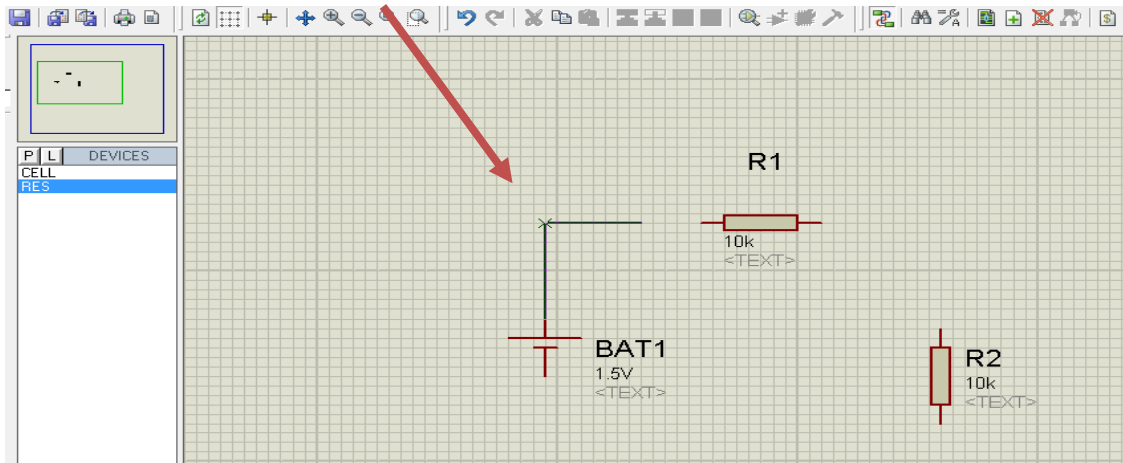 P L DEVICES
CELL
RES
R1
10k
<TEXT>
BAT1
1.5V
<TEXT>
R2
10k
<TEXT>